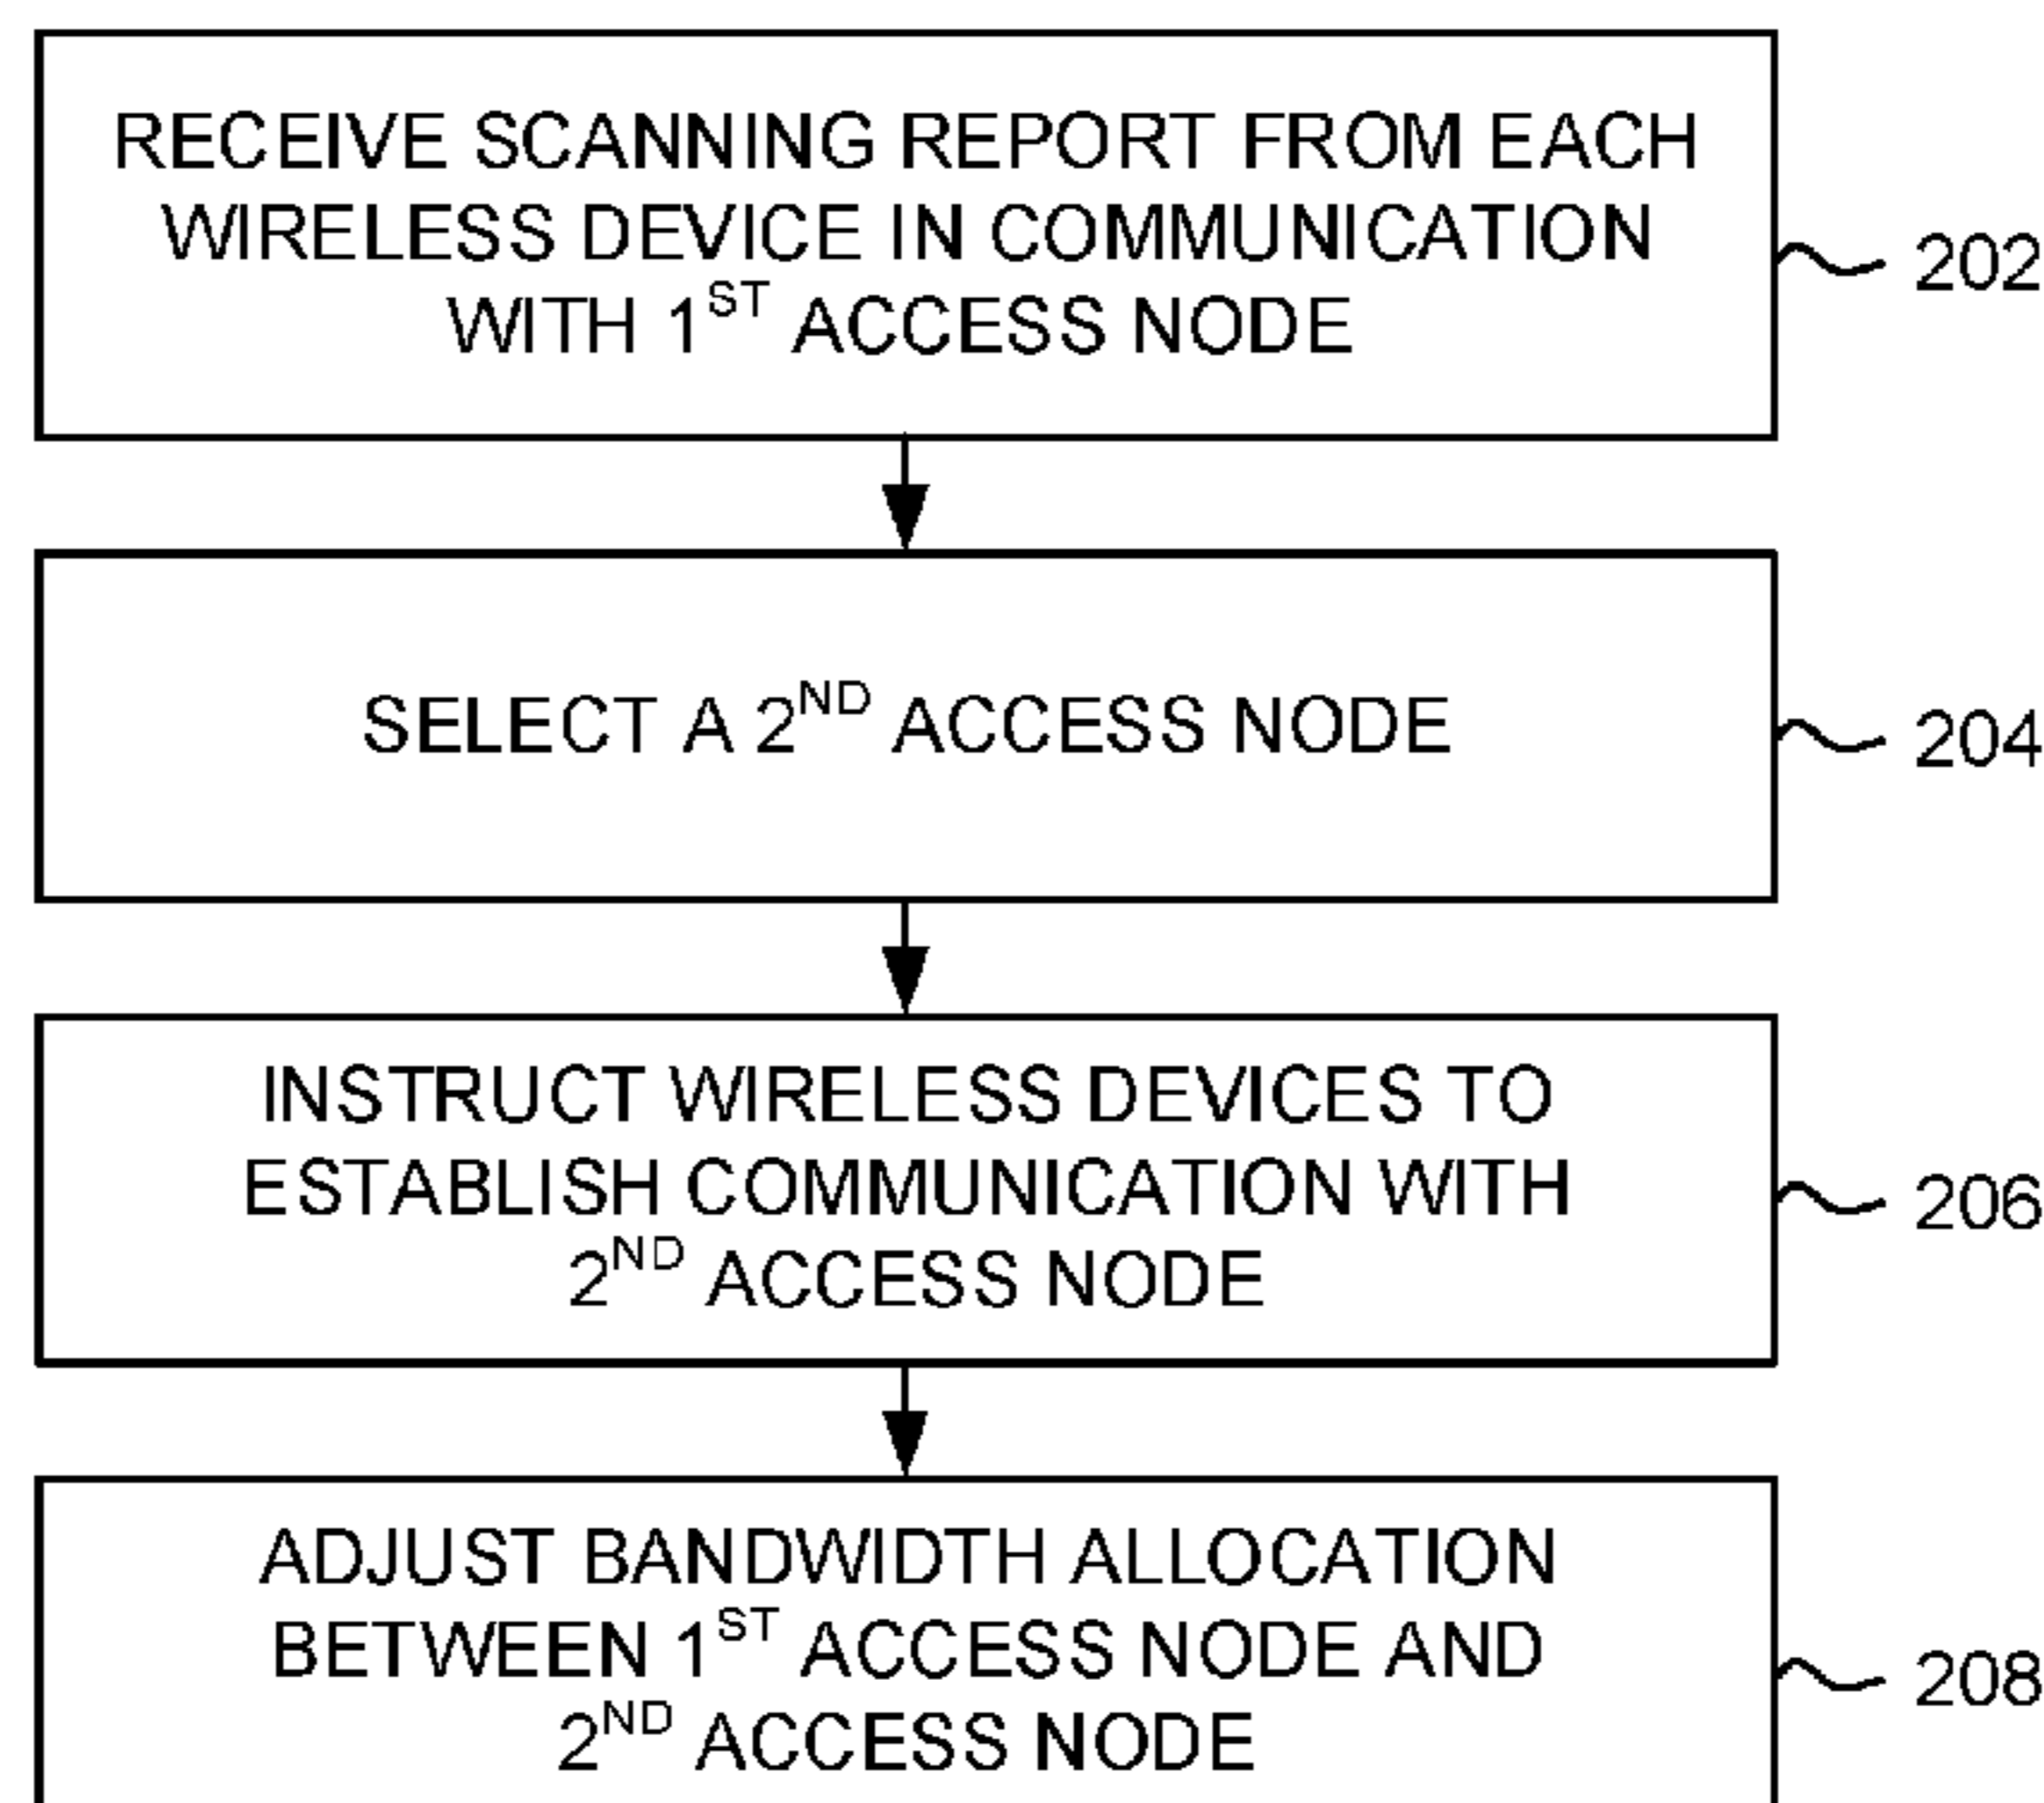 RECEIVE SCANNING REPORT FROM EACH
WIRELESS DEVICE IN COMMUNICATION
WITH 1ST ACCESS NODE
202
SELECT A 2ND ACCESS NODE
204
INSTRUCT WIRELESS DEVICES TO
ESTABLISH COMMUNICATION WITH
2ND ACCESS NODE
206
ADJUST BANDWIDTH ALLOCATION
BETWEEN 1ST ACCESS NODE AND
2ND ACCESS NODE
208